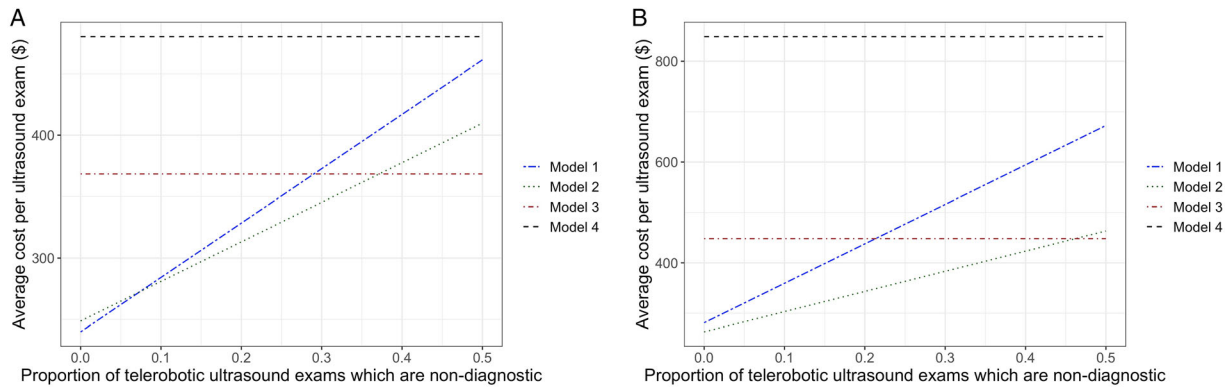 A
Average cost per ultrasound exam ($)
400
300
0.0 0.1 0.2 0.3 0.4 0.5
Proportion of telerobotic ultrasound exams which are non-diagnostic
Model 1
Model 2
Model 3
Model 4
B
Average cost per ultrasound exam ($)
800
600
400
0.0 0.1 0.2 0.3 0.4 0.5
Proportion of telerobotic ultrasound exams which are non-diagnostic
Model 1
Model 2
Model 3
Model 4